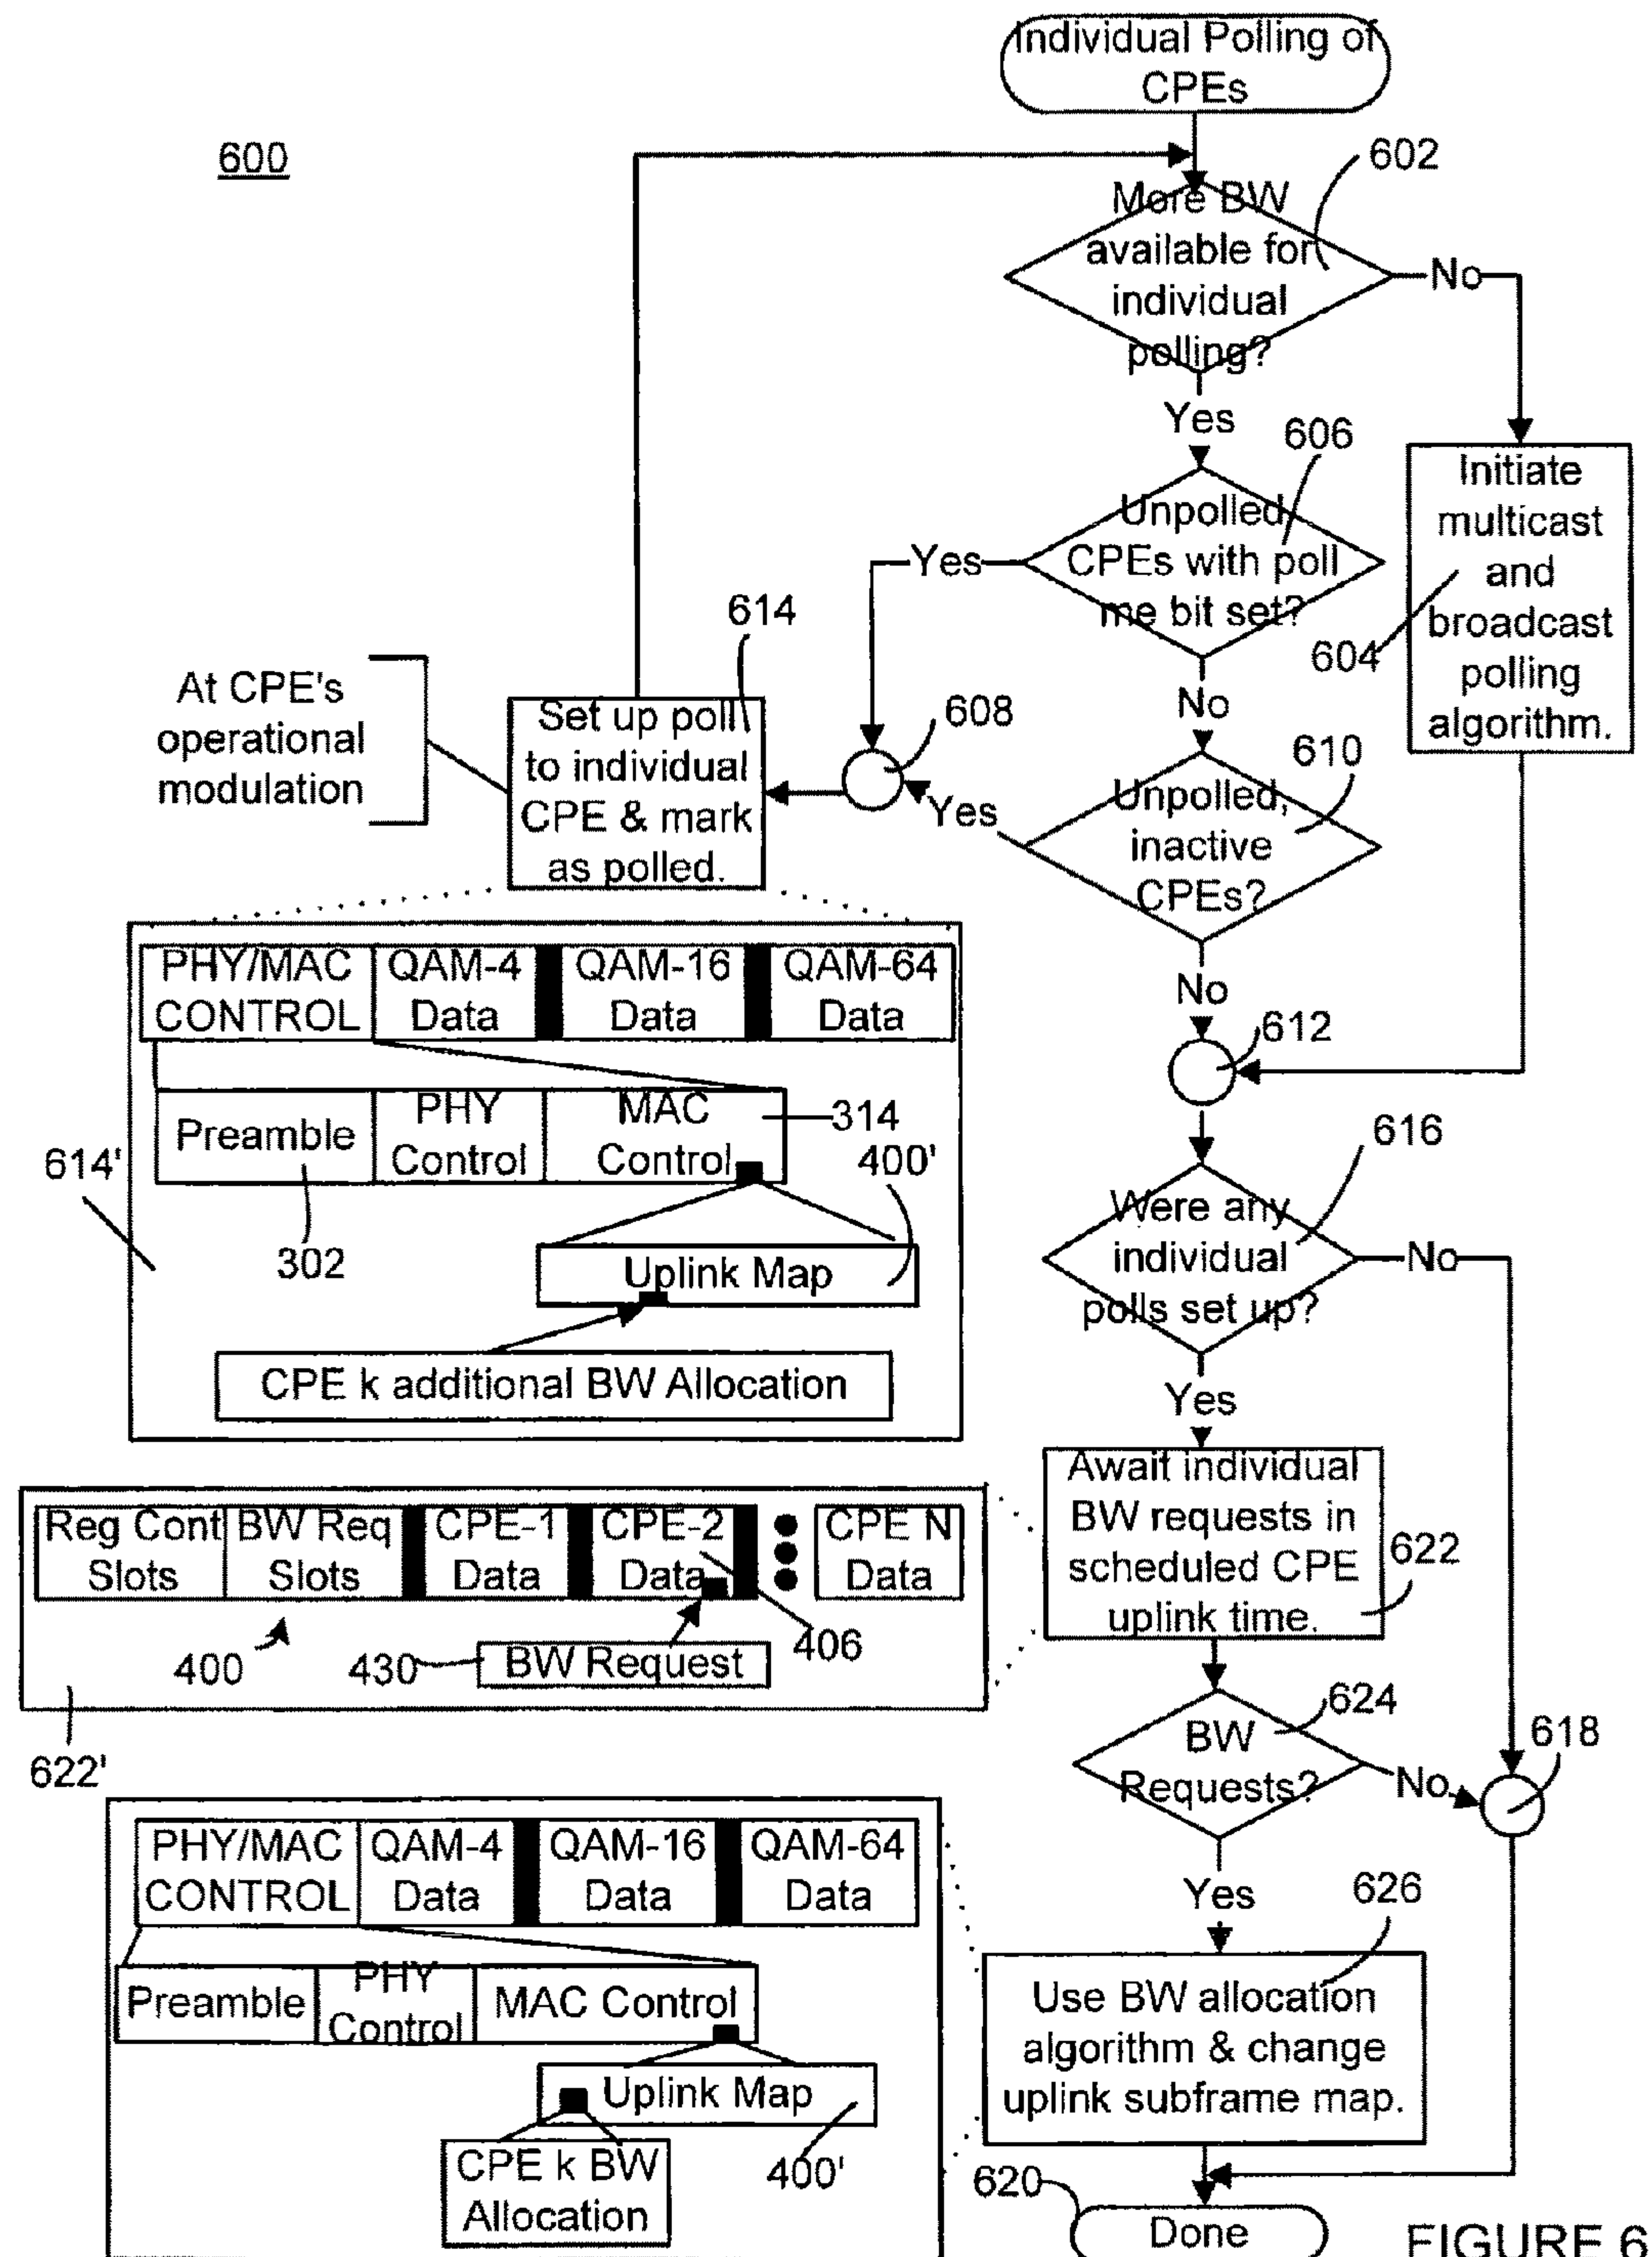 Individual Polling of
CPEs
600
602
More BW
available for
individual
polling?
No
Yes
606
Unpolled
CPEs with poll
me bit set?
Yes
Initiate
multicast
and
broadcast
polling
algorithm.
604
614
At CPE's
operational
modulation
Set up poll
to individual
CPE & mark
as polled.
608
No
610
Unpolled,
inactive
CPEs?
Yes
No
612
PHY/MAC
CONTROL
QAM-4
Data
QAM-16
Data
QAM-64
Data
Preamble
PHY
Control
MAC
Control
314
400'
614'
302
Uplink Map
CPE k additional BW Allocation
616
Were any
individual
polls set up?
No
Yes
Await individual
BW requests in
scheduled CPE
uplink time.
622
Reg Cont
Slots
BW Req
Slots
CPE-1
Data
CPE-2
Data
CPE N
Data
400
430
BW Request
406
622'
624
BW
Requests?
No
618
Yes
626
PHY/MAC
CONTROL
QAM-4
Data
QAM-16
Data
QAM-64
Data
Preamble
PHY
Control
MAC Control
Uplink Map
CPE k BW
Allocation
400'
Use BW allocation
algorithm & change
uplink subframe map.
620
Done
FIGURE 6